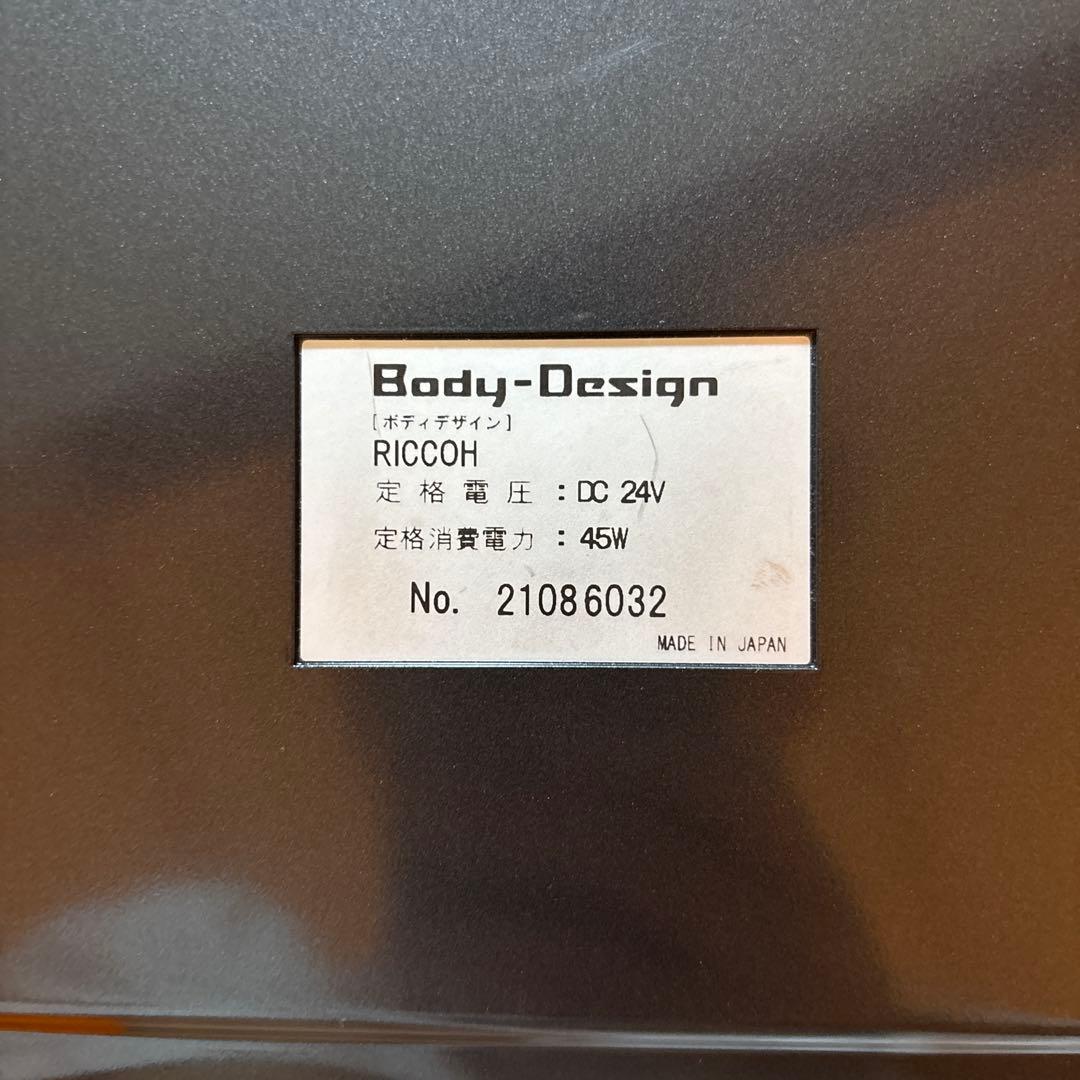 Body-Design
[ボディデザイン]
RICCOH
定格電圧 : DC 24V
定格消費電力 : 45W
No. 21086032
MADE IN JAPAN